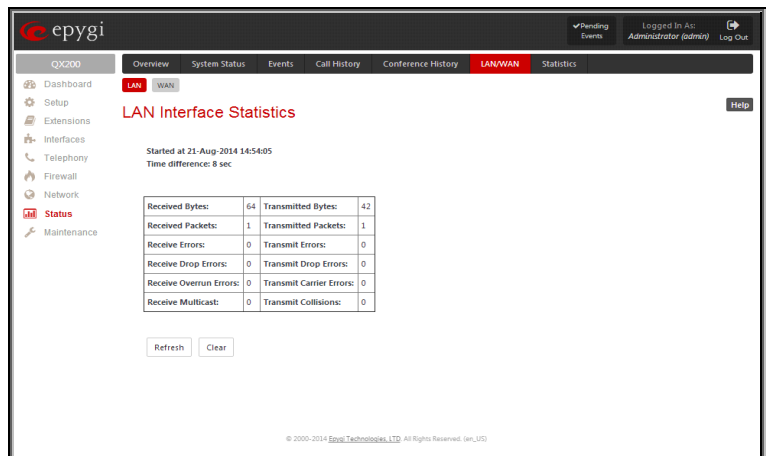 epygi
Pending Events
Logged In As:
Administrator (admin)
Log Out
QX200
Overview System Status Events Call History Conference History LAN/WAN Statistics
Dashboard
Setup
Extensions
Interfaces
Telephony
Firewall
Network
Status
Maintenance
LAN WAN
Help
LAN Interface Statistics
Started at 21-Aug-2014 14:54:05
Time difference: 8 sec
Received Bytes: 64 Transmitted Bytes: 42
Received Packets: 1 Transmitted Packets: 1
Receive Errors: 0 Transmit Errors: 0
Receive Drop Errors: 0 Transmit Drop Errors: 0
Receive Overrun Errors: 0 Transmit Carrier Errors: 0
Receive Multicast: 0 Transmit Collisions: 0
Refresh Clear
© 2000-2014 Epygi Technologies, LTD. All Rights Reserved. (en_US)